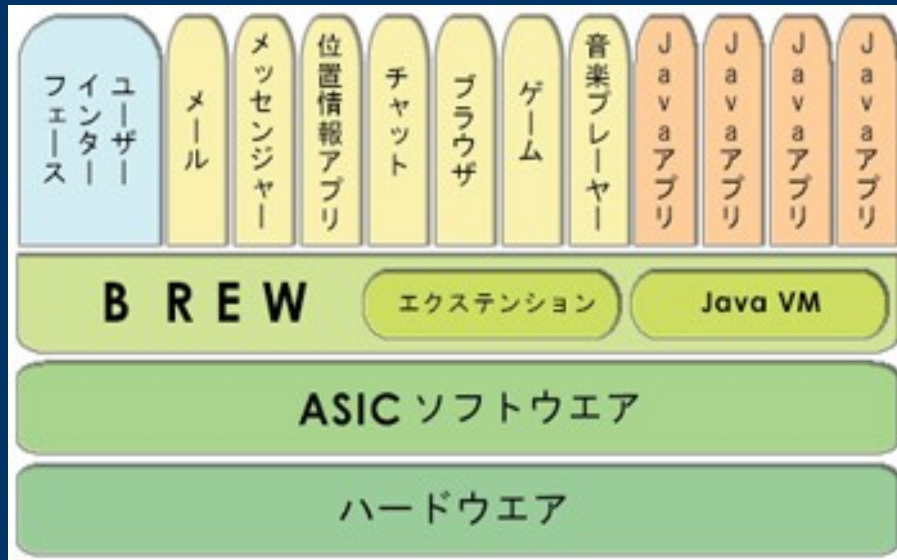 ユーザー
インター
フェース
メール
メッセンジャー
位置情報アプリ
チャット
ブラウザ
ゲーム
音楽プレーヤー
Javaアプリ
Javaアプリ
Javaアプリ
Javaアプリ
BREW
エクステンション
Java VM
ASIC ソフトウエア
ハードウエア